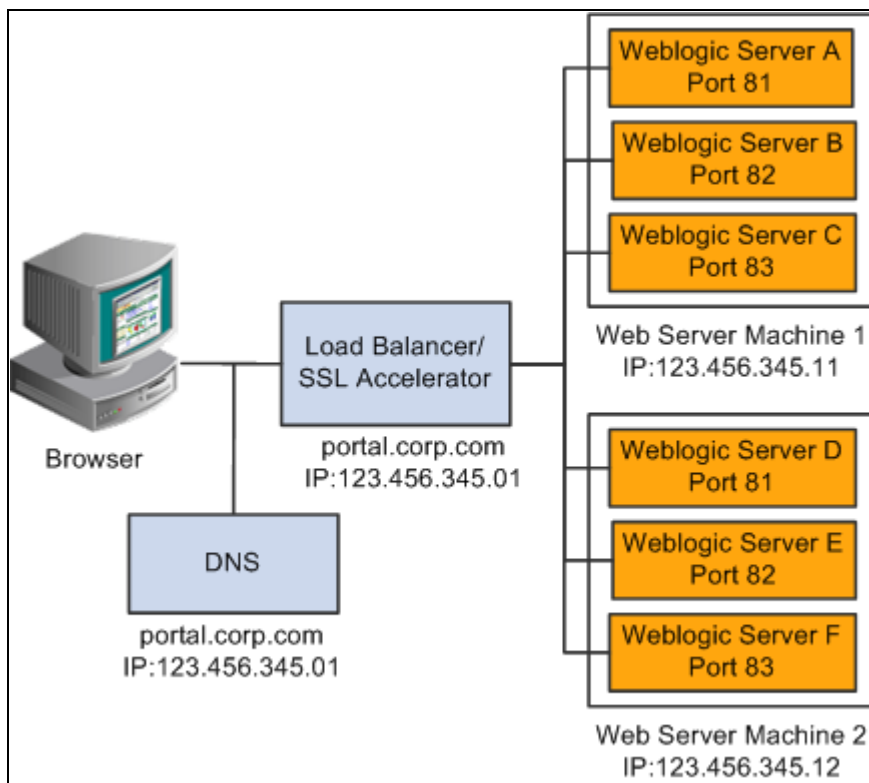 Browser
Load Balancer/
SSL Accelerator
portal.corp.com
IP:123.456.345.01
DNS
portal.corp.com
IP:123.456.345.01
Weblogic Server A
Port 81
Weblogic Server B
Port 82
Weblogic Server C
Port 83
Web Server Machine 1
IP:123.456.345.11
Weblogic Server D
Port 81
Weblogic Server E
Port 82
Weblogic Server F
Port 83
Web Server Machine 2
IP:123.456.345.12